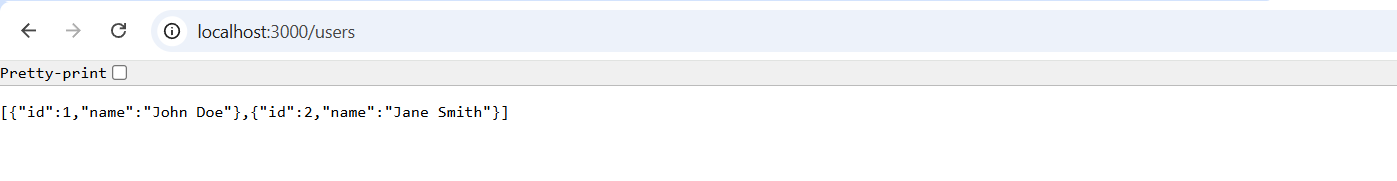 localhost:3000/users
Pretty-print
[{"id":1,"name":"John Doe"},{"id":2,"name":"Jane Smith"}]